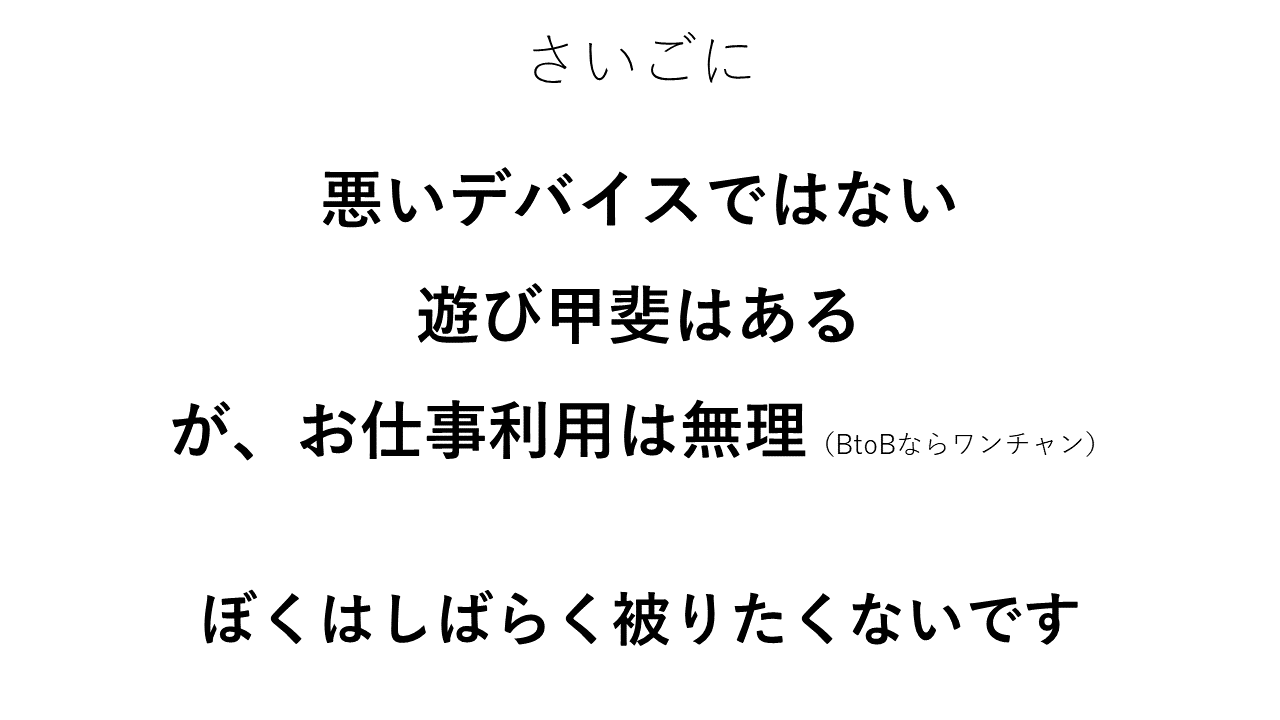 さいごに
悪いデバイスではない
遊び甲斐はある
が、お仕事利用は無理（BtoBならワンチャン）
ぼくはしばらく被りたくないです